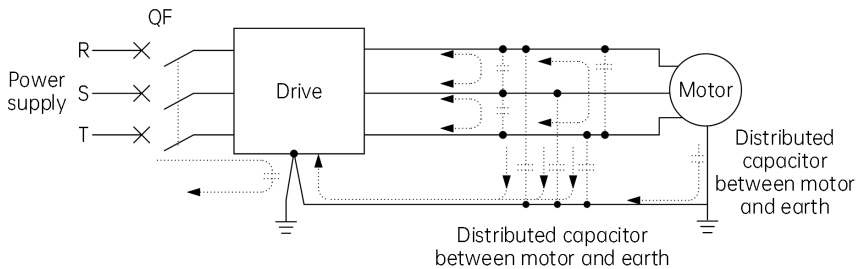 QF
R
Power
supply
S
T
Drive
Motor
Distributed
capacitor
between motor
and earth
Distributed capacitor
between motor and earth